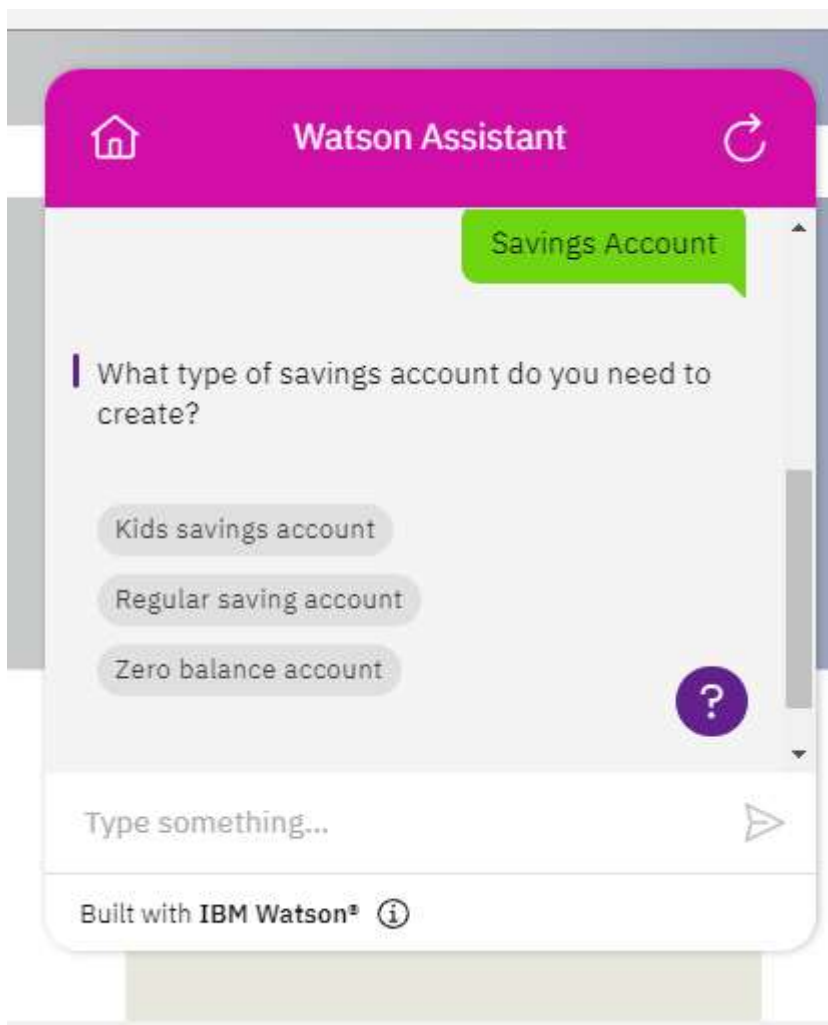 Watson Assistant
Savings Account
What type of savings account do you need to
create?
Kids savings account
Regular saving account
Zero balance account
?
Type something...
Built with IBM Watson®